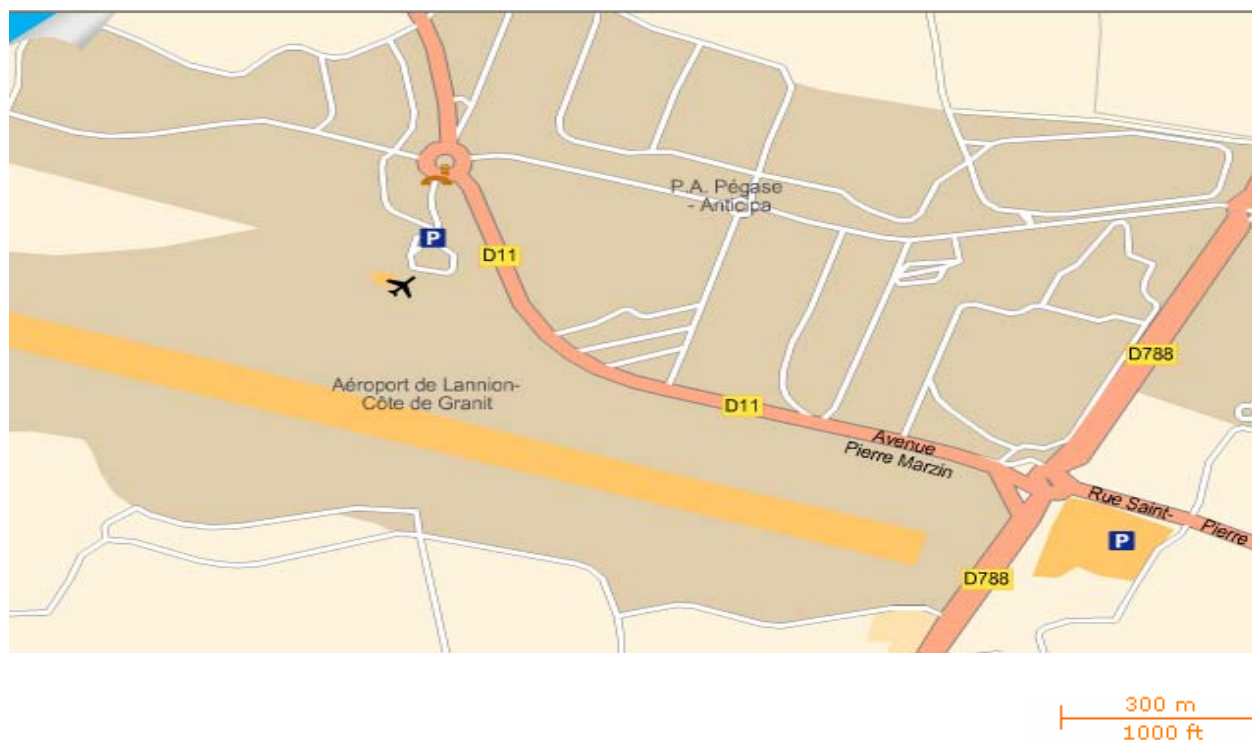 P.A. Pégase
- Anticipa
P
D11
D788
Aéroport de Lannion-
Côte de Granit
D11
Avenue
Pierre Marzin
Rue Saint-
Pierre
P
D788
300 m
1000 ft